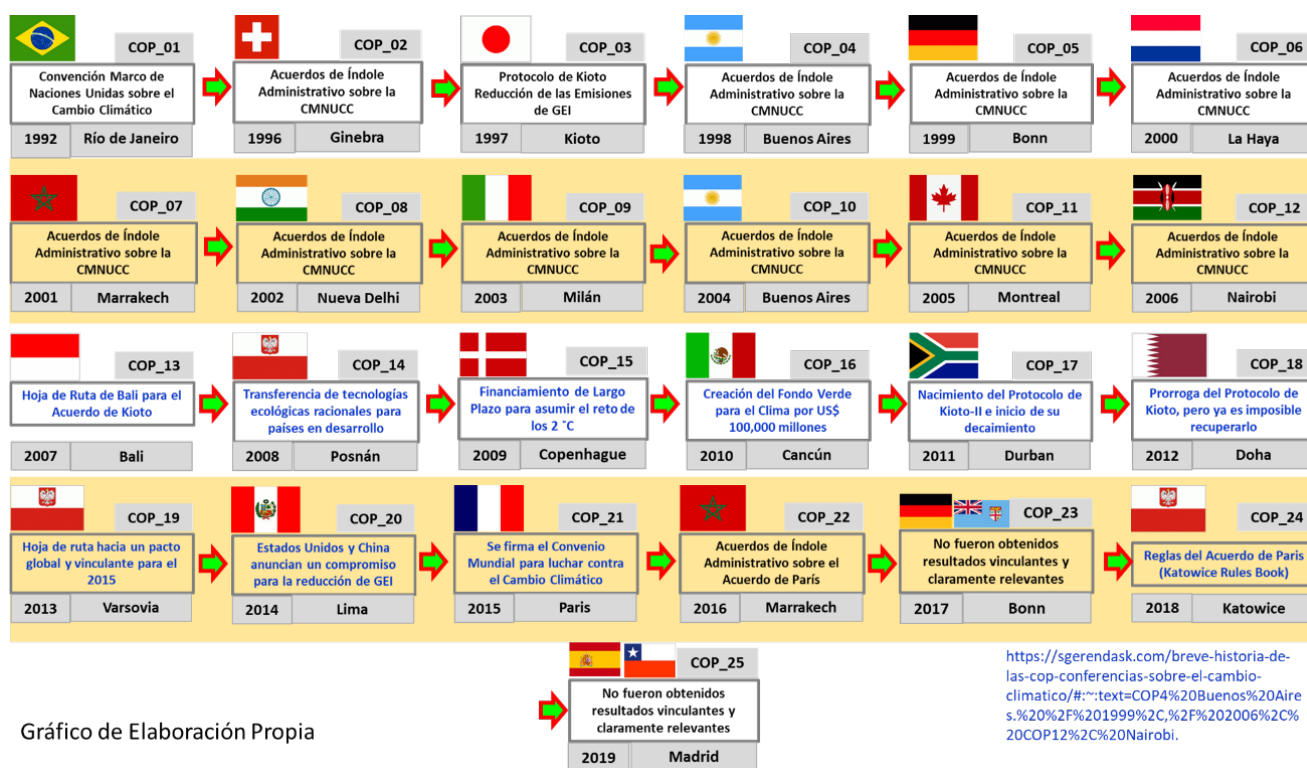 COP_01
Convención Marco de
Naciones Unidas sobre el
Cambio Climático
1992 Río de Janeiro
COP_02
Acuerdos de Índole
Administrativo sobre la
CMNUCC
1996 Ginebra
COP_03
Protocolo de Kioto
Reducción de las Emisiones
de GEI
1997 Kioto
COP_04
Acuerdos de Índole
Administrativo sobre la
CMNUCC
1998 Buenos Aires
COP_05
Acuerdos de Índole
Administrativo sobre la
CMNUCC
1999 Bonn
COP_06
Acuerdos de Índole
Administrativo sobre la
CMNUCC
2000 La Haya
COP_07
Acuerdos de Índole
Administrativo sobre la
CMNUCC
2001 Marrakech
COP_08
Acuerdos de Índole
Administrativo sobre la
CMNUCC
2002 Nueva Delhi
COP_09
Acuerdos de Índole
Administrativo sobre la
CMNUCC
2003 Milán
COP_10
Acuerdos de Índole
Administrativo sobre la
CMNUCC
2004 Buenos Aires
COP_11
Acuerdos de Índole
Administrativo sobre la
CMNUCC
2005 Montreal
COP_12
Acuerdos de Índole
Administrativo sobre la
CMNUCC
2006 Nairobi
COP_13
Hoja de Ruta de Bali para el
Acuerdo de Kioto
2007 Bali
COP_14
Transferencia de tecnologías
ecológicas racionales para
países en desarrollo
2008 Posnán
COP_15
Financiamiento de Largo
Plazo para asumir el reto de
los 2 ˚C
2009 Copenhague
COP_16
Creación del Fondo Verde
para el Clima por US$
100,000 millones
2010 Cancún
COP_17
Nacimiento del Protocolo de
Kioto-II e inicio de su
decaimiento
2011 Durban
COP_18
Prorroga del Protocolo de
Kioto, pero ya es imposible
recuperarlo
2012 Doha
COP_19
Hoja de ruta hacia un pacto
global y vinculante para el
2015
2013 Varsovia
COP_20
Estados Unidos y China
anuncian un compromiso
para la reducción de GEI
2014 Lima
COP_21
Se firma el Convenio
Mundial para luchar contra
el Cambio Climático
2015 Paris
COP_22
Acuerdos de Índole
Administrativo sobre el
Acuerdo de París
2016 Marrakech
COP_23
No fueron obtenidos
resultados vinculantes y
claramente relevantes
2017 Bonn
COP_24
Reglas del Acuerdo de Paris
(Katowice Rules Book)
2018 Katowice
COP_25
No fueron obtenidos
resultados vinculantes y
claramente relevantes
2019 Madrid
Gráfico de Elaboración Propia
https://sgerendask.com/breve-historia-de-
las-cop-conferencias-sobre-el-cambio-
climatico/#:~:text=COP4%20Buenos%20Aire
s.%20%2F%201999%2C,%2F%202006%2C%
20COP12%2C%20Nairobi.